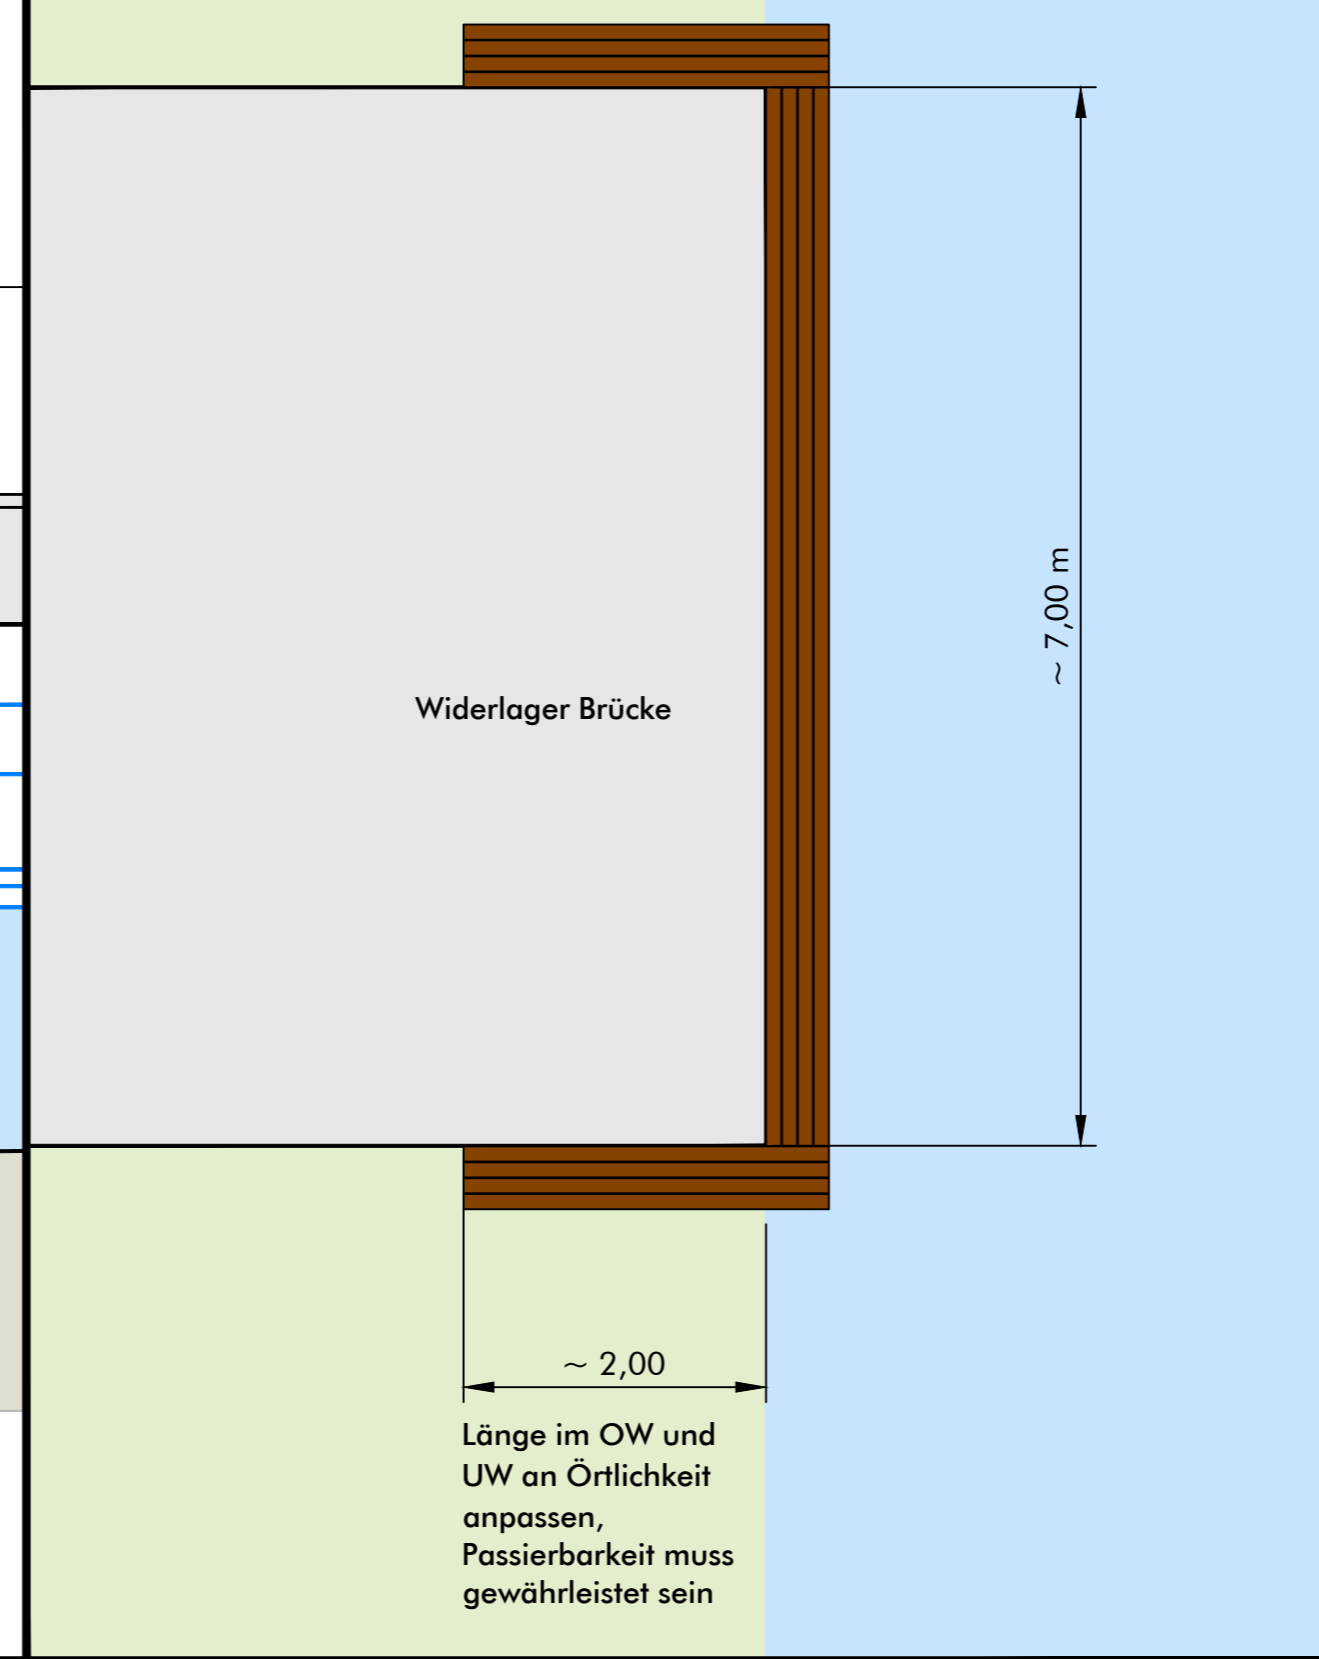 ~ 7,00 m
Widerlager Brücke
~ 2,00
Länge im OW und
UW an Örtlichkeit
anpassen,
Passierbarkeit muss
gewährleistet sein